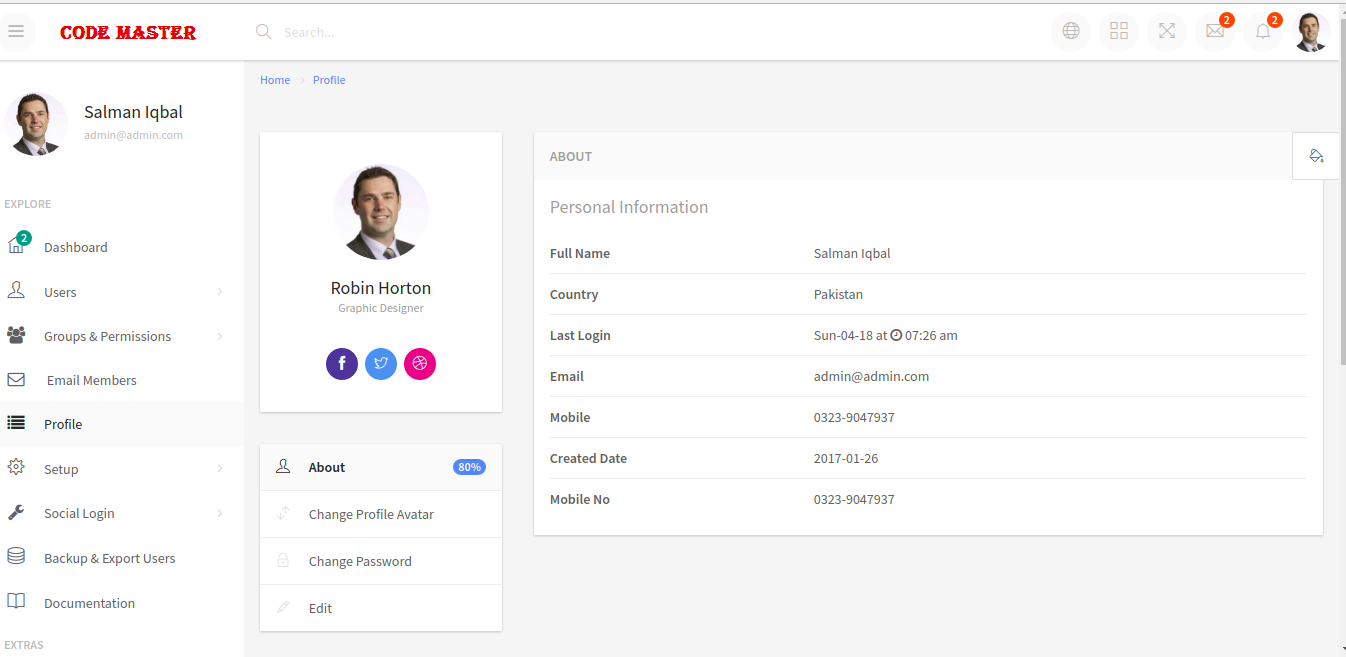 CODE MASTER
Search...
2
2
Home
Profile
Salman Iqbal
admin@admin.com
EXPLORE
2
Dashboard
Users
Groups & Permissions
Email Members
Profile
Setup
Social Login
Backup & Export Users
Documentation
EXTRAS
Robin Horton
Graphic Designer
f
About 80%
Change Profile Avatar
Change Password
Edit
ABOUT
Personal Information
Full Name Salman Iqbal
Country Pakistan
Last Login Sun-04-18 at 07:26 am
Email admin@admin.com
Mobile 0323-9047937
Created Date 2017-01-26
Mobile No 0323-9047937